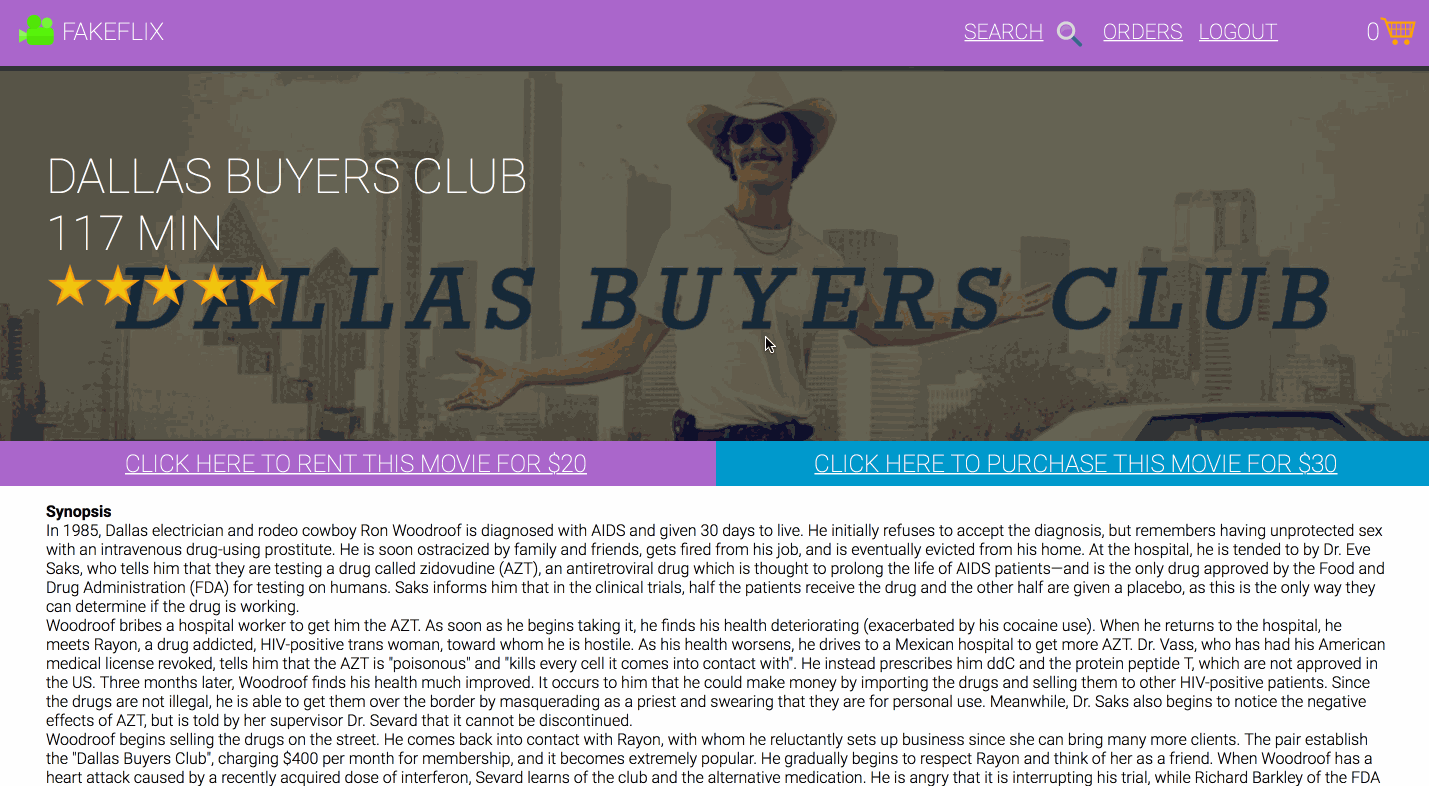 FAKEFLIX
SEARCH ORDERS LOGOUT 0
DALLAS BUYERS CLUB
117 MIN
DALLAS BUYERS CLUB
CLICK HERE TO RENT THIS MOVIE FOR $20
CLICK HERE TO PURCHASE THIS MOVIE FOR $30
Synopsis
In 1985, Dallas electrician and rodeo cowboy Ron Woodroof is diagnosed with AIDS and given 30 days to live. He initially refuses to accept the diagnosis, but remembers having unprotected sex
with an intravenous drug-using prostitute. He is soon ostracized by family and friends, gets fired from his job, and is eventually evicted from his home. At the hospital, he is tended to by Dr. Eve
Saks, who tells him that they are testing a drug called zidovudine (AZT), an antiretroviral drug which is thought to prolong the life of AIDS patients—and is the only drug approved by the Food and
Drug Administration (FDA) for testing on humans. Saks informs him that in the clinical trials, half the patients receive the drug and the other half are given a placebo, as this is the only way they
can determine if the drug is working.
Woodroof bribes a hospital worker to get him the AZT. As soon as he begins taking it, he finds his health deteriorating (exacerbated by his cocaine use). When he returns to the hospital, he
meets Rayon, a drug addicted, HIV-positive trans woman, toward whom he is hostile. As his health worsens, he drives to a Mexican hospital to get more AZT. Dr. Vass, who has had his American
medical license revoked, tells him that the AZT is "poisonous" and "kills every cell it comes into contact with". He instead prescribes him ddC and the protein peptide T, which are not approved in
the US. Three months later, Woodroof finds his health much improved. It occurs to him that he could make money by importing the drugs and selling them to other HIV-positive patients. Since
the drugs are not illegal, he is able to get them over the border by masquerading as a priest and swearing that they are for personal use. Meanwhile, Dr. Saks also begins to notice the negative
effects of AZT, but is told by her supervisor Dr. Sevard that it cannot be discontinued.
Woodroof begins selling the drugs on the street. He comes back into contact with Rayon, with whom he reluctantly sets up business since she can bring many more clients. The pair establish
the "Dallas Buyers Club", charging $400 per month for membership, and it becomes extremely popular. He gradually begins to respect Rayon and think of her as a friend. When Woodroof has a
heart attack caused by a recently acquired dose of interferon, Sevard learns of the club and the alternative medication. He is angry that it is interrupting his trial, while Richard Barkley of the FDA